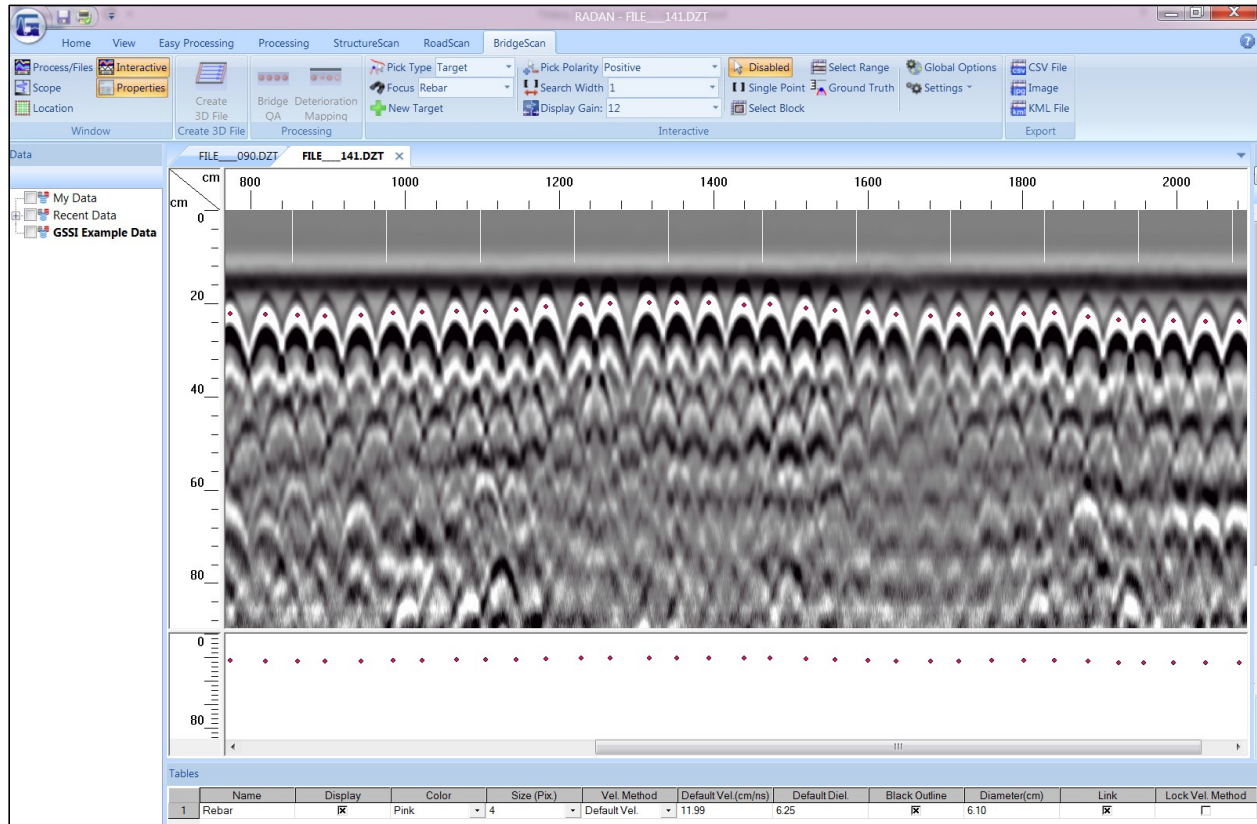 RADAN - FILE___141.DZT
Home View Easy Processing Processing StructureScan RoadScan BridgeScan
Process/Files Interactive
Scope Properties
Location
Window
Create 3D File
Create 3D File
Bridge QA Deterioration Mapping
Processing
Pick Type Target
Focus Rebar
New Target
Pick Polarity Positive
Search Width 1
Display Gain: 12
Disabled Select Range
Single Point Ground Truth
Select Block
Global Options
Settings
Interactive
CSV File
Image
KML File
Export
Data
My Data
Recent Data
GSSI Example Data
FILE___090.DZT FILE___141.DZT
cm 800 1000 1200 1400 1600 1800 2000
cm
0
20
40
60
80
0
80
Tables
Name Display Color Size (Pix.) Vel. Method Default Vel.(cm/ns) Default Diel. Black Outline Diameter(cm) Link Lock Vel. Method
1 Rebar Pink 4 Default Vel. 11.99 6.25 6.10